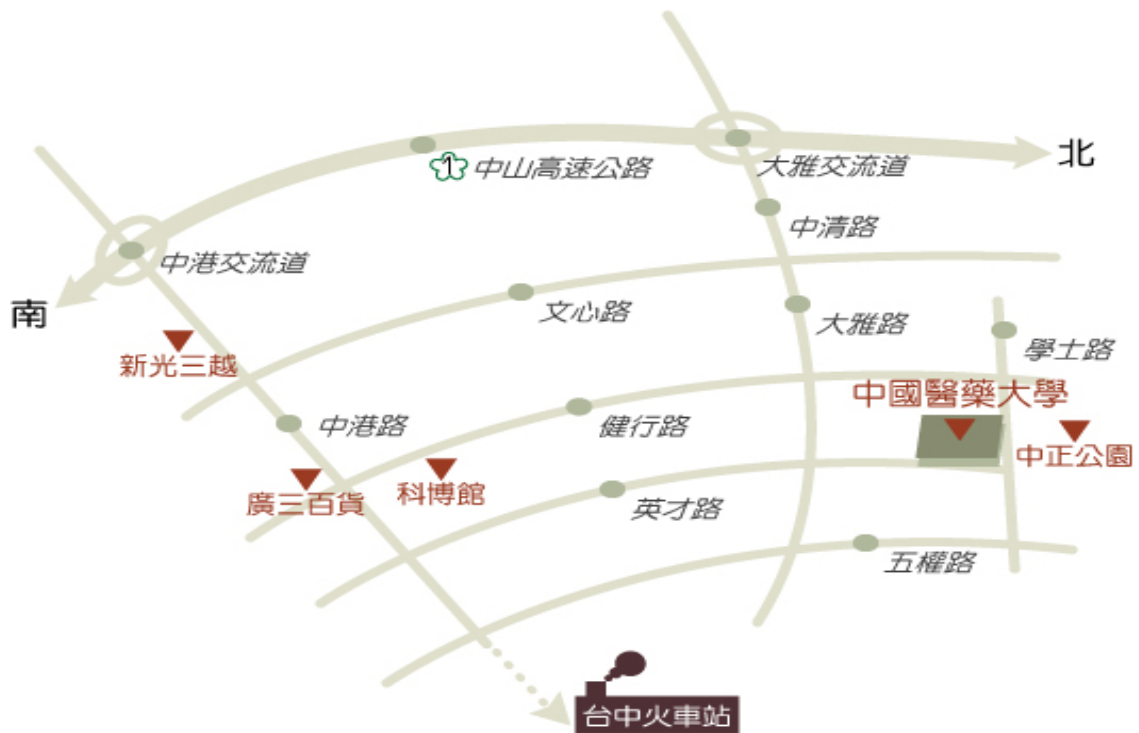 北
1
中山高速公路
大雅交流道
中清路
中港交流道
南
文心路
大雅路
學士路
新光三越
中國醫藥大學
中港路
健行路
中正公園
廣三百貨
科博館
英才路
五權路
台中火車站